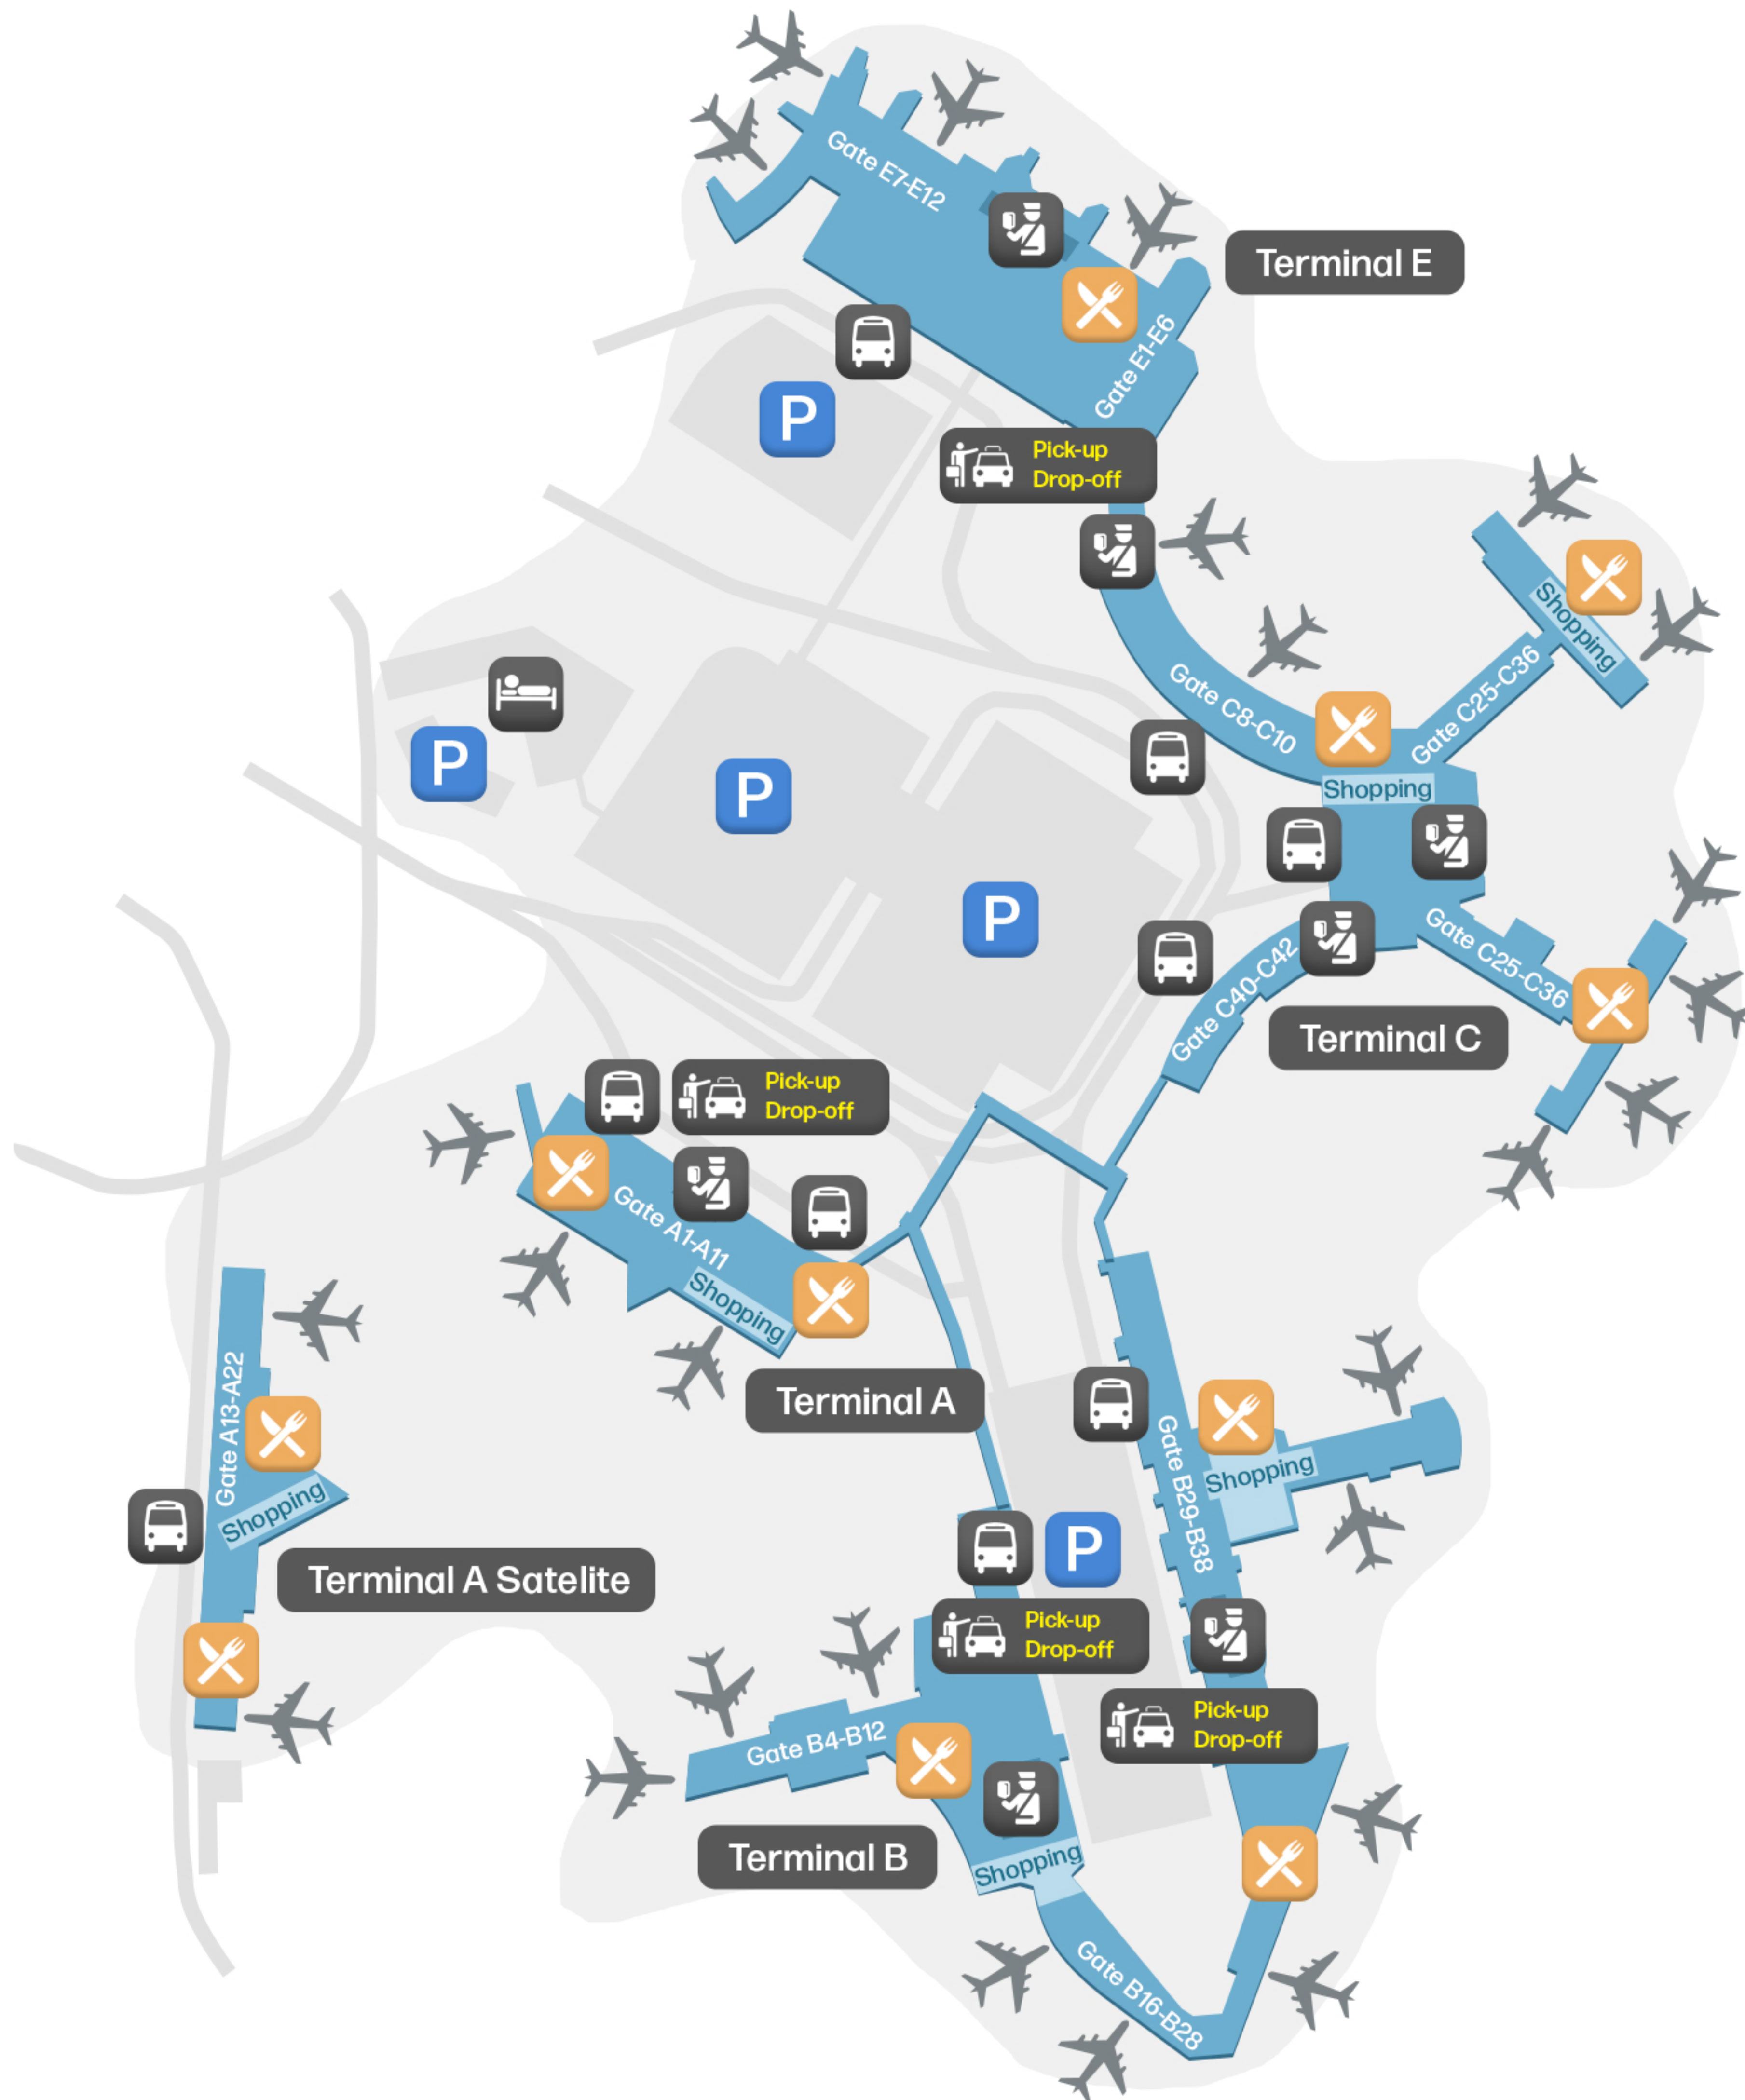 Gate E7-E12
Terminal E
Gate E1-E6
P
Pick-up
Drop-off
Shopping
Gate C8-C10
Gate C25-C36
P
P
Shopping
P
Gate C25-C36
Gate C40-C42
Terminal C
Pick-up
Drop-off
Gate A1-A11
Shopping
Terminal A
Gate A13-A22
Shopping
Terminal A Satelite
Gate B29-B38
Shopping
P
Pick-up
Drop-off
Pick-up
Drop-off
Gate B4-B12
Terminal B
Shopping
Gate B16-B28